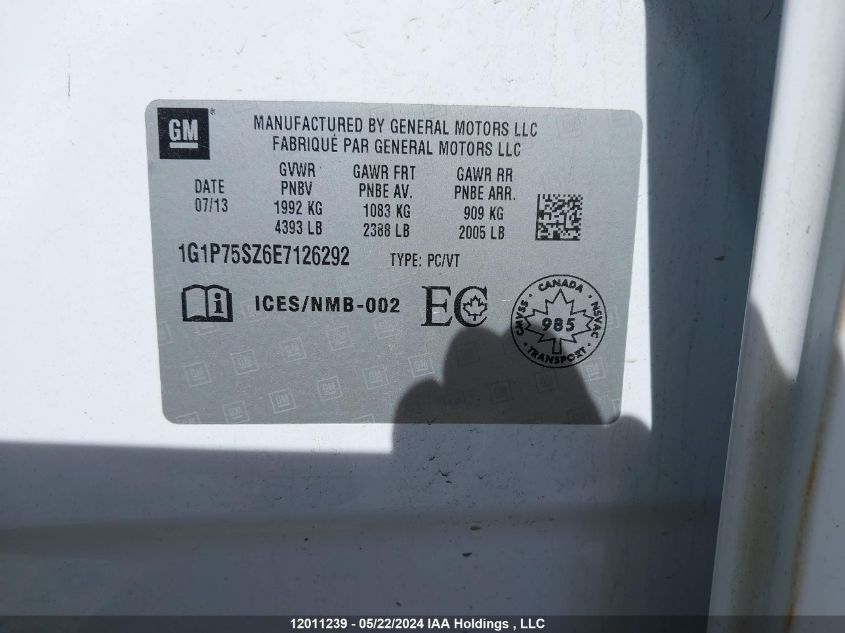 GM
MANUFACTURED BY GENERAL MOTORS LLC
FABRIQUÉ PAR GENERAL MOTORS LLC
DATE
07/13
GVWR
PNBV
1992 KG
4393 LB
GAWR FRT
PNBE AV.
1083 KG
2388 LB
GAWR RR
PNBE ARR.
909 KG
2005 LB
1G1P75SZ6E7126292 TYPE: PC/VT
i ICES/NMB-002 EC
CANADA
CMVSS
985
NSVAC
TRANSPORT
12011239 - 05/22/2024 IAA Holdings , LLC